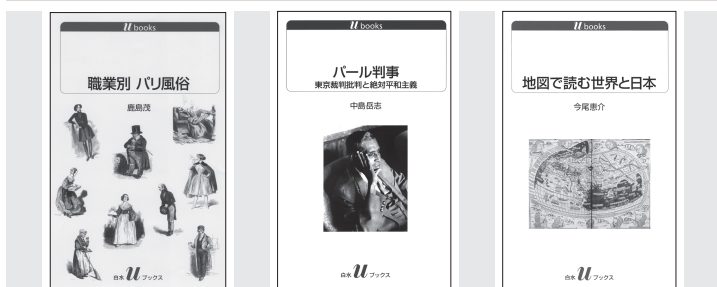 u books
職業別 パリ風俗
鹿島茂
白水 u ブックス
u books
パール判事
東京裁判批判と絶対平和主義
中島岳志
白水 u ブックス
u books
地図で読む世界と日本
今尾恵介
白水 u ブックス